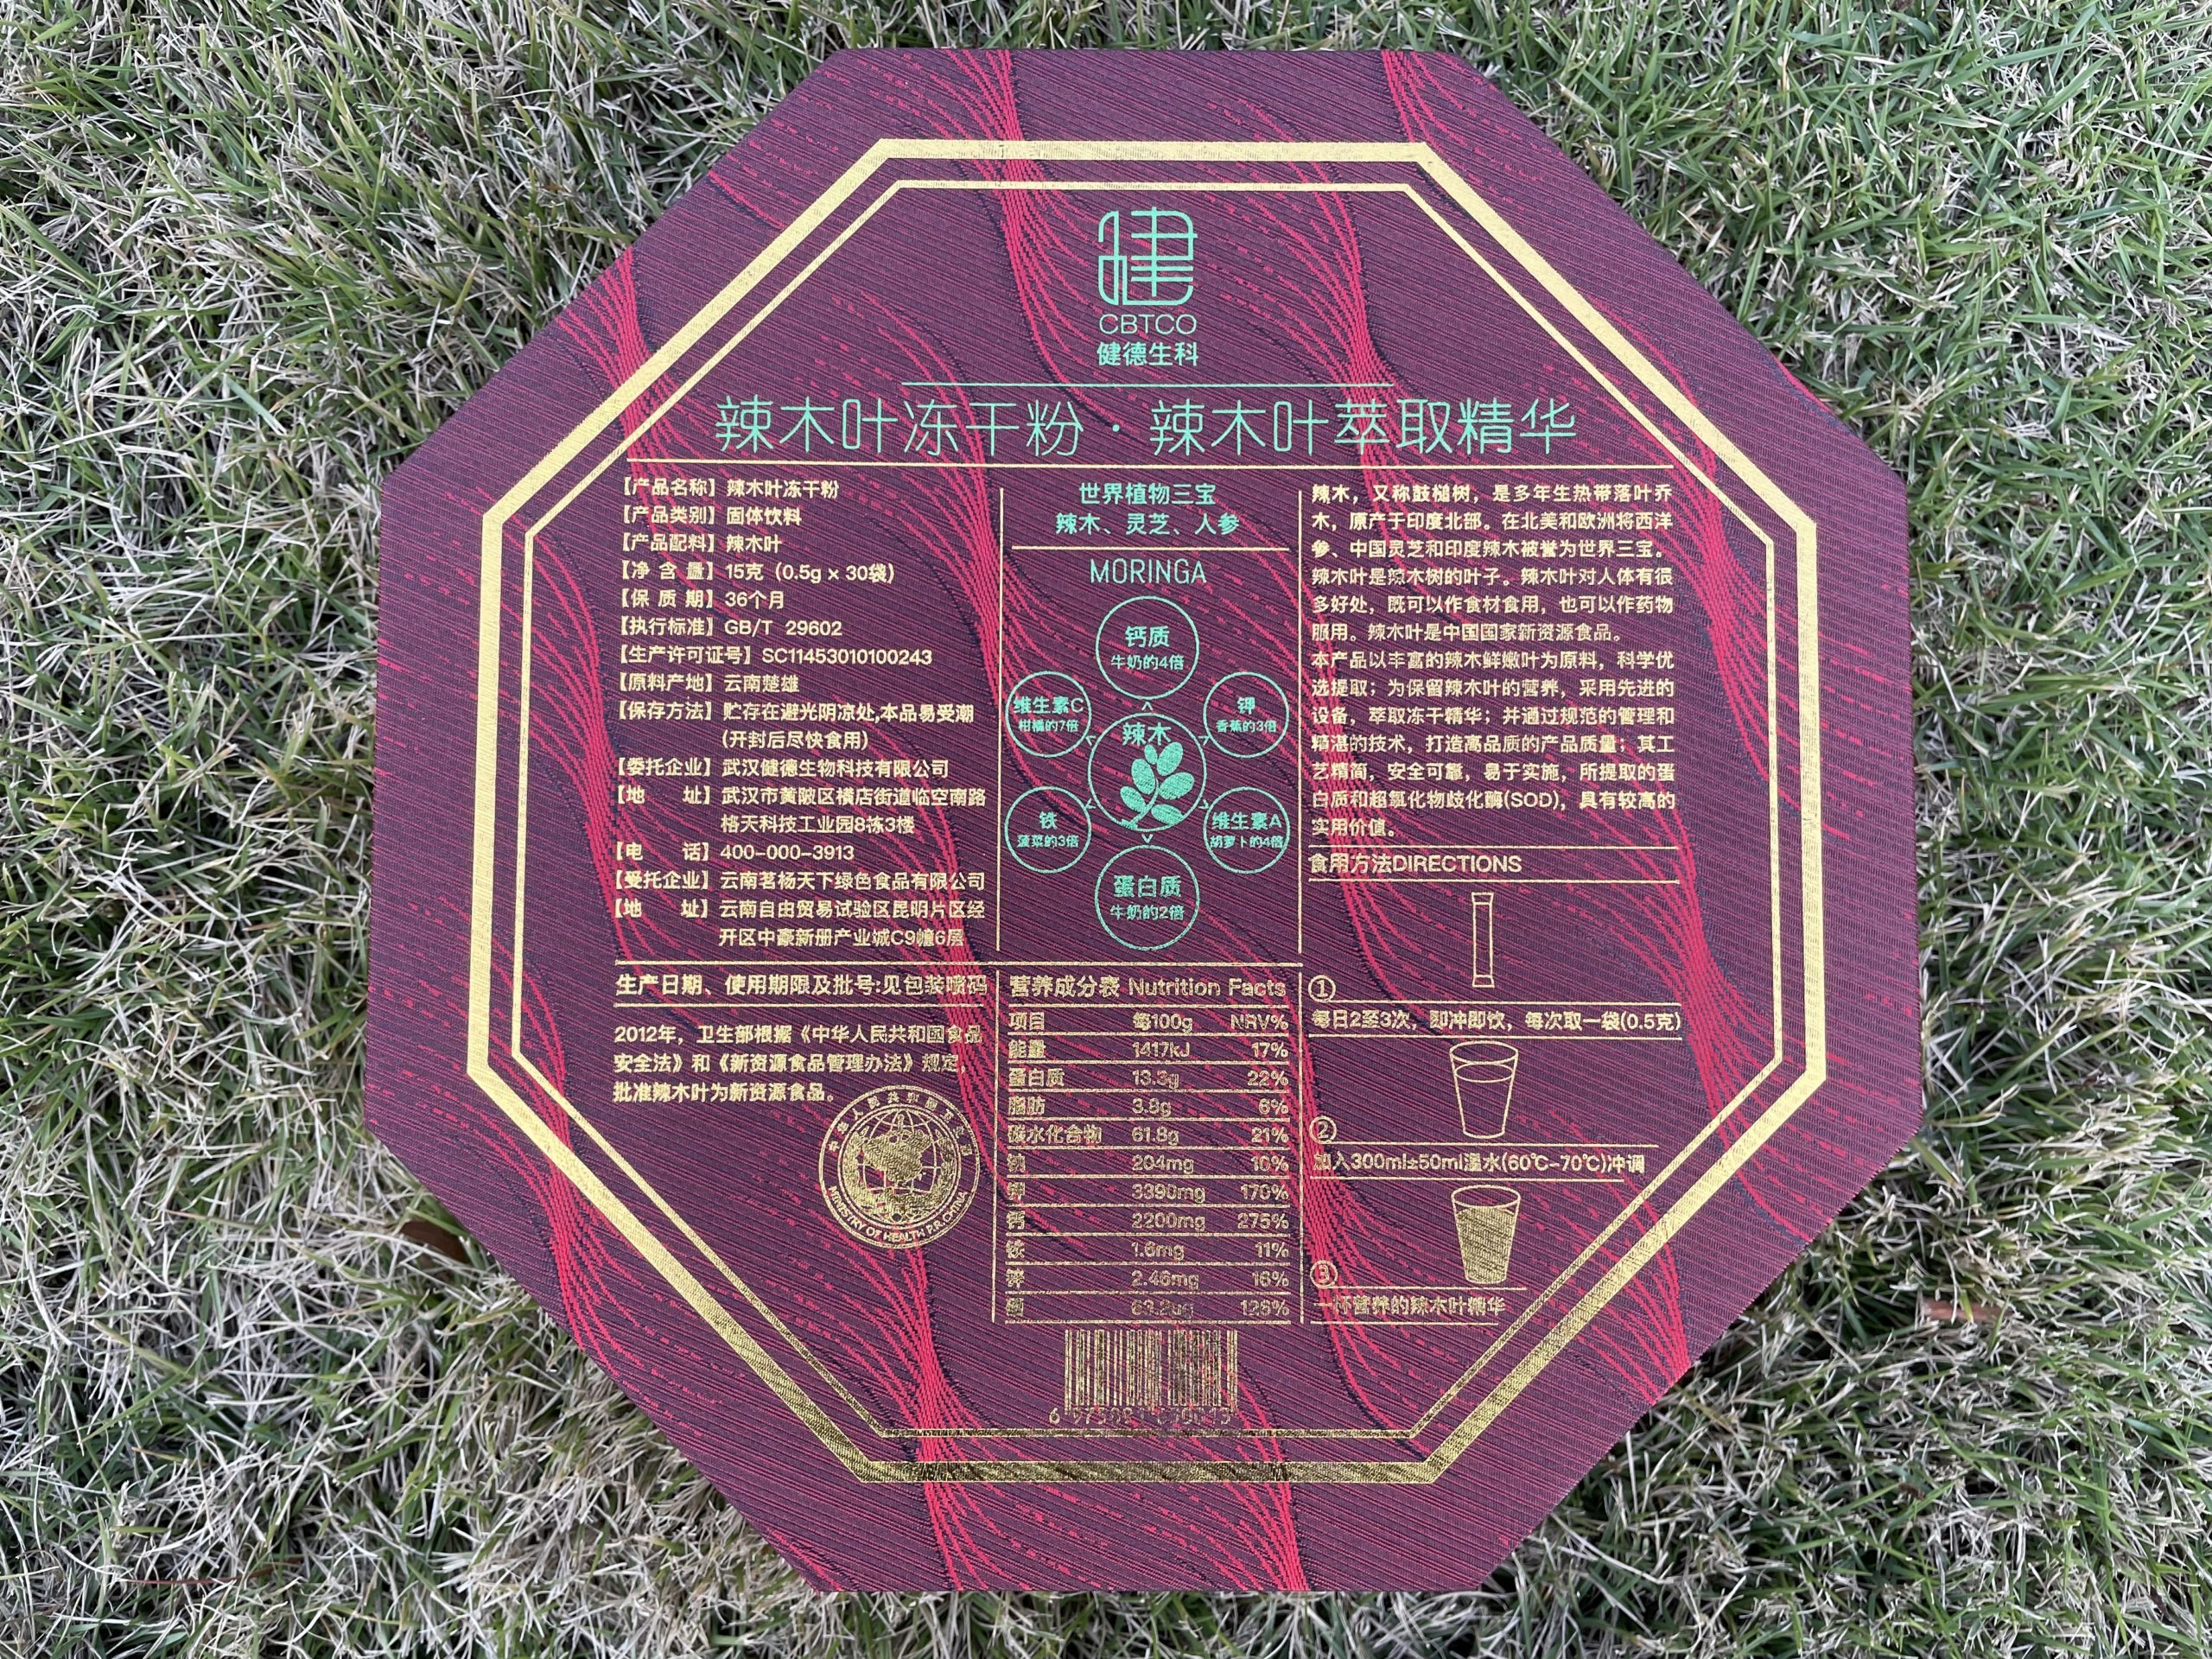 CBTCO
健德生科
辣木叶冻干粉·辣木叶萃取精华
【产品名称】辣木叶冻干粉
【产品类别】固体饮料
【产品配料】辣木叶
【净 含 量】15克（0.5g x 30袋）
【保 质 期】36个月
【执行标准】GB/T 29602
【生产许可证号】SC11453010100243
【原料产地】云南楚雄
【保存方法】贮存在避光阴凉处,本品易受潮
(开封后尽快食用)
【委托企业】武汉健德生物科技有限公司
【地 址】武汉市黄陂区横店街道临空南路
格天科技工业园8栋3楼
【电 话】400-000-3913
【受托企业】云南茗杨天下绿色食品有限公司
【地 址】云南自由贸易试验区昆明片区经
开区中豪新册产业城C9幢6层
生产日期、使用期限及批号:见包装喷码
2012年，卫生部根据《中华人民共和国食品
安全法》和《新资源食品管理办法》规定，
批准辣木叶为新资源食品。
中华人民共和国卫生部
MINISTRY OF HEALTH P.R.CHINA
世界植物三宝
辣木、灵芝、人参
MORINGA
钙质
牛奶的4倍
维生素C
柑橘的7倍
钾
香蕉的3倍
辣木
铁
菠菜的3倍
维生素A
胡萝卜的4倍
蛋白质
牛奶的2倍
营养成分表 Nutrition Facts
项目 每100g NRV%
能量 1417kJ 17%
蛋白质 13.3g 22%
脂肪 3.8g 6%
碳水化合物 61.8g 21%
钠 204mg 10%
钾 3390mg 170%
钙 2200mg 275%
铁 1.6mg 11%
锌 2.46mg 16%
硒 126%
辣木，又称鼓槌树，是多年生热带落叶乔
木，原产于印度北部。在北美和欧洲将西洋
参、中国灵芝和印度辣木被誉为世界三宝。
辣木叶是辣木树的叶子。辣木叶对人体有很
多好处，既可以作食材食用，也可以作药物
服用。辣木叶是中国国家新资源食品。
本产品以丰富的辣木鲜嫩叶为原料，科学优
选提取；为保留辣木叶的营养，采用先进的
设备，萃取冻干精华；并通过规范的管理和
精湛的技术，打造高品质的产品质量；其工
艺精简，安全可靠，易于实施，所提取的蛋
白质和超氧化物歧化酶(SOD)，具有较高的
实用价值。
食用方法DIRECTIONS
①
每日2至3次，即冲即饮，每次取一袋(0.5克)
②
加入300ml±50ml温水(60℃-70℃)冲调
③
一杯营养的辣木叶精华